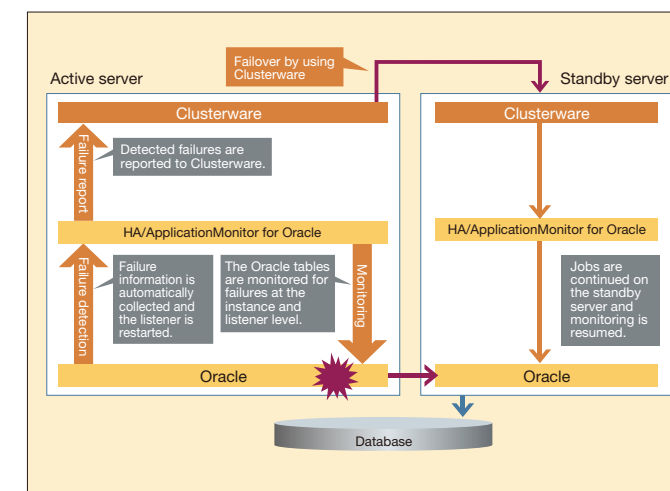 Failover by using
Clusterware
Active server
Standby server
Clusterware
Clusterware
Failure report
Detected failures are
reported to Clusterware.
HA/ApplicationMonitor for Oracle
HA/ApplicationMonitor for Oracle
Failure detection
Failure
information is
automatically
collected and
the listener is
restarted.
The Oracle tables
are monitored for
failures at the
instance and
listener level.
Monitoring
Jobs are
continued on
the standby
server and
monitoring is
resumed.
Oracle
Oracle
Database